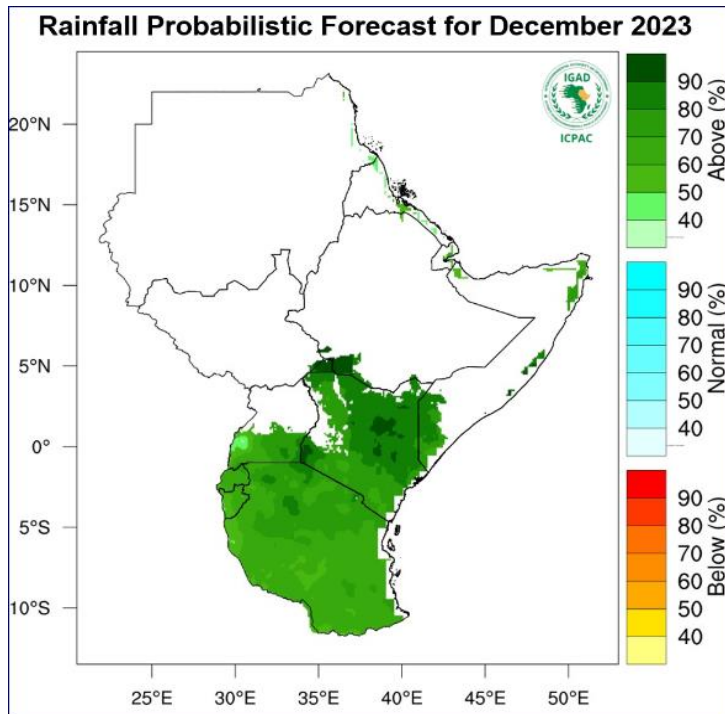 Rainfall Probabilistic Forecast for December 2023
IGAD
ICPAC
20°N
15°N
10°N
5°N
0°
5°S
10°S
25°E
30°E
35°E
40°E
45°E
50°E
90
80
70
60
50
40
Above (%)
90
80
70
60
50
40
Normal (%)
90
80
70
60
50
40
Below (%)